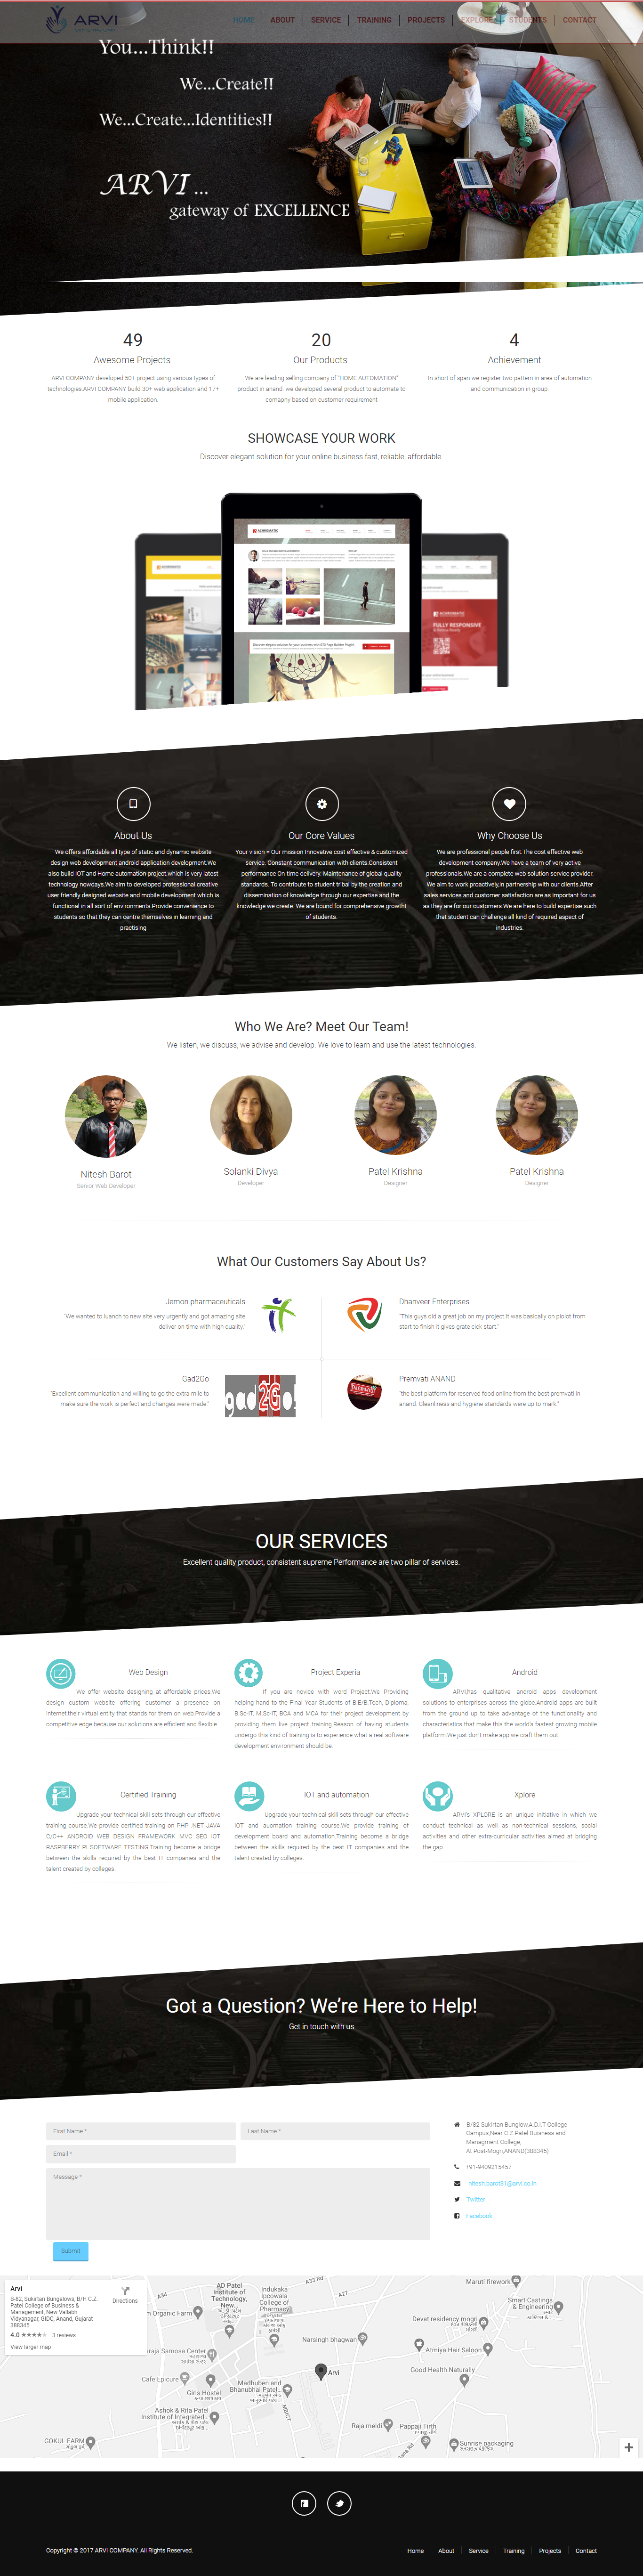 ARVI
HOME ABOUT SERVICE TRAINING PROJECTS EXPLORE STUDENTS CONTACT
You...Think!!
We...Create!!
We...Create...Identities!!
ARVI ...
gateway of EXCELLENCE
49
Awesome Projects
ARVI COMPANY developed 50+ project using various types of
technologies.ARVI COMPANY build 30+ web application and 17+
mobile application.
20
Our Products
We are leading selling company of "HOME AUTOMATION"
product in anand. we developed several product to automate to
comapny based on customer requirement
4
Achievement
In short of span we register two pattern in area of automation
and communication in group.
SHOWCASE YOUR WORK
Discover elegant solution for your online business fast, reliable, affordable.
FULLY RESPONSIVE
About Us
We offers affordable all type of static and dynamic website
design web development android application development.We
also build IOT and Home automation project.which is very latest
technology nowdays.We aim to developed professional creative
user friendly designed website and mobile development which is
functional in all sort of environments.Provide convenience to
students so that they can centre themselves in learning and
practising
Our Core Values
Your vision + Our mission Innovative cost effective & customized
service. Constant communication with clients.Consistent
performance On-time delivery. Maintenance of global quality
standards. To contribute to student tribal by the creation and
dissemination of knowledge through our expertise and the
knowledge we create. We are bound for comprehensive growtht
of students.
Why Choose Us
We are professional people first.The cost effective web
development company.We have a team of very active
professionals.We are a complete web solution service provider.
We aim to work proactively,in partnership with our clients.After
sales services and customer satisfaction are as important for us
as they are for our customers.We are here to build expertise such
that student can challenge all kind of required aspect of
industries.
Who We Are? Meet Our Team!
We listen, we discuss, we advise and develop. We love to learn and use the latest technologies.
Nitesh Barot
Senior Web Developer
Solanki Divya
Developer
Patel Krishna
Designer
Patel Krishna
Designer
What Our Customers Say About Us?
Jemon pharmaceuticals
"We wanted to luanch to new site very urgently and got amazing site
deliver on time with high quality."
Dhanveer Enterprises
"This guys did a great job on my project.It was basically on piolot from
start to finish it gives grate cick start."
Gad2Go
"Excellent communication and willing to go the extra mile to
make sure the work is perfect and changes were made."
gad2Go
Premvati ANAND
"the best platform for reserved food online from the best premvati in
anand. Cleanliness and hygiene standards were up to mark."
OUR SERVICES
Excellent quality product, consistent supreme Performance are two pillar of services.
Web Design
We offer website designing at affordable prices.We
design custom website offering customer a presence on
internet,their virtual entity that stands for them on web.Provide a
competitive edge because our solutions are efficient and flexible
Project Experia
If you are novice with word Project.We Providing
helping hand to the Final Year Students of B.E/B.Tech, Diploma,
B.Sc-IT, M.Sc-IT, BCA and MCA for their project development by
providing them live project training.Reason of having students
undergo this kind of training is to experience what a real software
development environment should be.
Android
ARVI,has qualitative android apps development
solutions to enterprises across the globe.Android apps are built
from the ground up to take advantage of the functionality and
characteristics that make this the world's fastest growing mobile
platform.We just don't make app we craft them out.
Certified Training
Upgrade your technical skill sets through our effective
training course.We provide certified training on PHP .NET JAVA
C/C++ ANDROID WEB DESIGN FRAMEWORK MVC SEO IOT
RASPBERRY PI SOFTWARE TESTING.Training become a bridge
between the skills required by the best IT companies and the
talent created by colleges.
IOT and automation
Upgrade your technical skill sets through our effective
IOT and auomation training course.We provide training of
development board and automation.Training become a bridge
between the skills required by the best IT companies and the
talent created by colleges.
Xplore
ARVI's XPLORE is an unique initiative in which we
conduct technical as well as non-technical sessions, social
activities and other extra-curricular activities aimed at bridging
the gap.
Got a Question? We're Here to Help!
Get in touch with us
First Name *
Last Name *
Email *
Message *
Submit
B/82 Sukirtan Bunglow,A.D.I.T College
Campus,Near C.Z.Patel Buisness and
Managment College,
At Post-Mogri,ANAND(388345)
+91-9409215457
nitesh.barot31@arvi.co.in
Twitter
Facebook
Arvi
B-82, Sukirtan Bungalows, B/H C.Z.
Patel College of Business &
Management, New Vallabh
Vidyanagar, GIDC, Anand, Gujarat
388345
4.0 3 reviews
View larger map
Directions
A33 Rd
A34
A27
AD Patel
Institute of
Technology,
New...
Indukaka
Ipcowala
College of
Pharmacy
m Organic Farm
Maruti firework
Smart Castings
& Engineering
Devat residency mogri
Narsingh bhagwan
Atmiya Hair Saloon
araja Samosa Center
Cafe Epicure
Girls Hostel
Madhuben and
Bhanubhai Patel...
Arvi
Good Health Naturally
Ashok & Rita Patel
Institute of Integrated...
MBICT
Raja meldi
Pappaji Tirth
GOKUL FARM
Sunrise packaging
Copyright © 2017 ARVI COMPANY. All Rights Reserved.
Home About Service Training Projects Contact